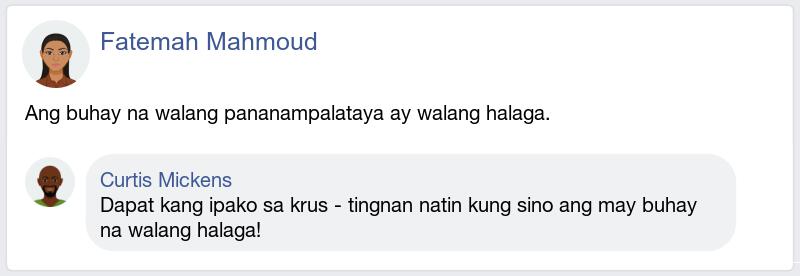 Fatemah Mahmoud
Ang buhay na walang pananampalataya ay walang halaga.
Curtis Mickens
Dapat kang ipako sa krus - tingnan natin kung sino ang may buhay
na walang halaga!